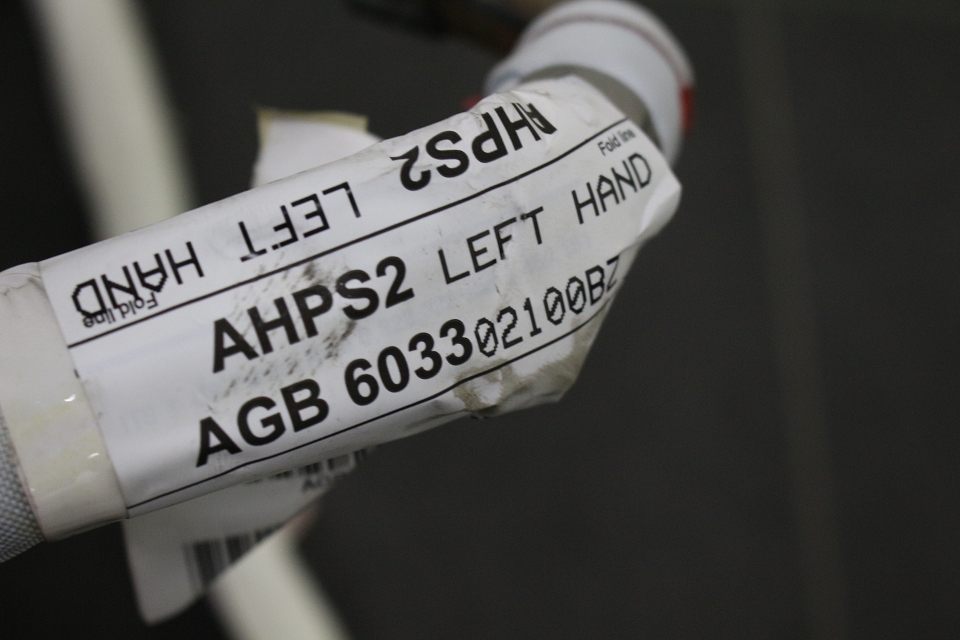 AHPS2 LEFT HAND
Fold line
Fold line
AHPS2 LEFT HAND
AGB 603302100BZ